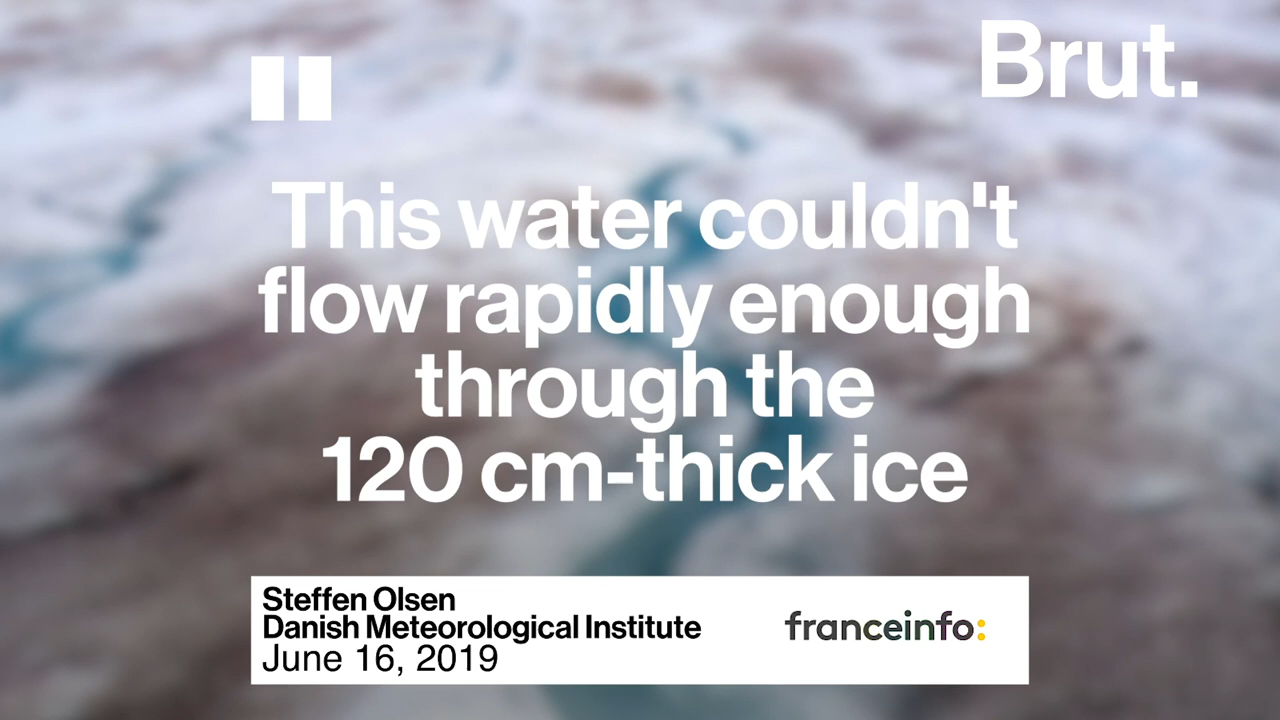 Brut.
"
This water couldn't
flow rapidly enough
through the
120 cm-thick ice
Steffen Olsen
Danish Meteorological Institute
June 16, 2019
franceinfo: